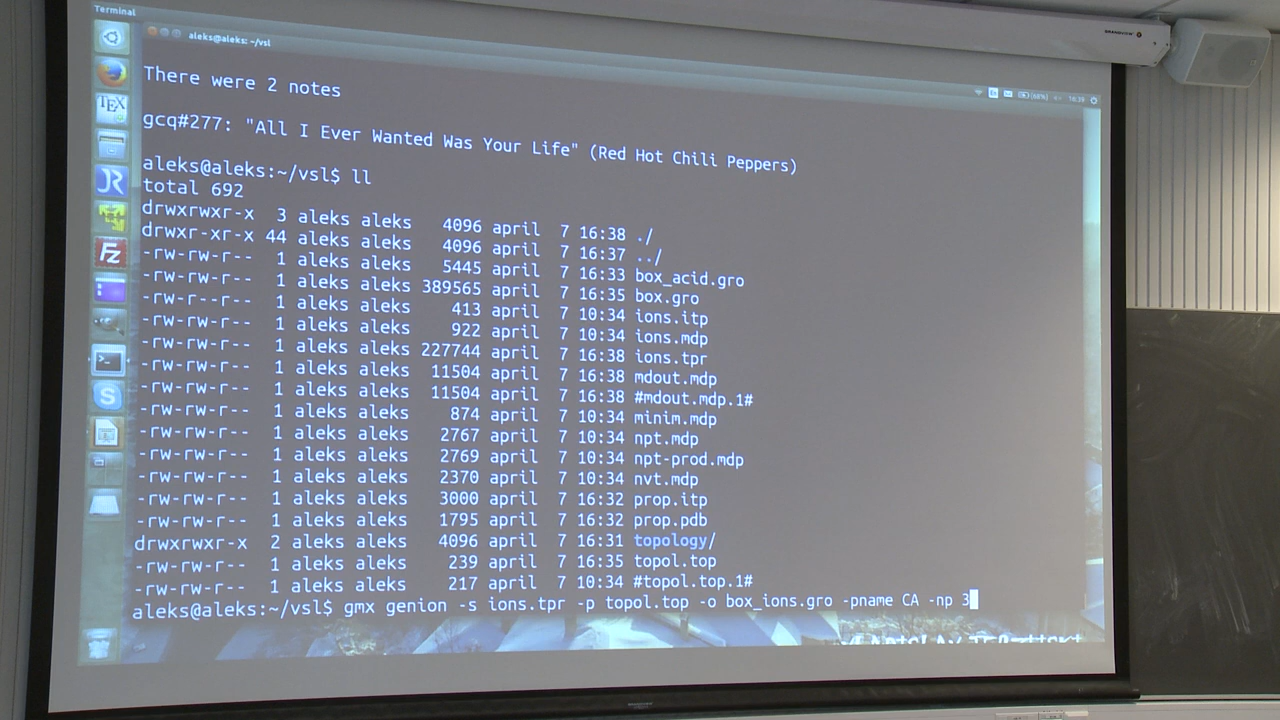 Terminal
aleks@aleks: ~/vsl
There were 2 notes
gcq#277: "All I Ever Wanted Was Your Life" (Red Hot Chili Peppers)
aleks@aleks:~/vsl$ ll
total 692
drwxrwxr-x 3 aleks aleks 4096 april 7 16:38 ./
drwxr-xr-x 44 aleks aleks 4096 april 7 16:37 ../
-rw-rw-r-- 1 aleks aleks 5445 april 7 16:33 box_acid.gro
-rw-rw-r-- 1 aleks aleks 389565 april 7 16:35 box.gro
-rw-r--r-- 1 aleks aleks 413 april 7 10:34 ions.itp
-rw-rw-r-- 1 aleks aleks 922 april 7 10:34 ions.mdp
-rw-rw-r-- 1 aleks aleks 227744 april 7 16:38 ions.tpr
-rw-rw-r-- 1 aleks aleks 11504 april 7 16:38 mdout.mdp
-rw-rw-r-- 1 aleks aleks 11504 april 7 16:38 #mdout.mdp.1#
-rw-rw-r-- 1 aleks aleks 874 april 7 10:34 minim.mdp
-rw-rw-r-- 1 aleks aleks 2767 april 7 10:34 npt.mdp
-rw-rw-r-- 1 aleks aleks 2769 april 7 10:34 npt-prod.mdp
-rw-rw-r-- 1 aleks aleks 2370 april 7 10:34 nvt.mdp
-rw-rw-r-- 1 aleks aleks 3000 april 7 16:32 prop.itp
-rw-rw-r-- 1 aleks aleks 1795 april 7 16:32 prop.pdb
drwxrwxr-x 2 aleks aleks 4096 april 7 16:31 topology/
-rw-rw-r-- 1 aleks aleks 239 april 7 16:35 topol.top
-rw-rw-r-- 1 aleks aleks 217 april 7 10:34 #topol.top.1#
aleks@aleks:~/vsl$ gmx genion -s ions.tpr -p topol.top -o box_ions.gro -pname CA -np 3
GRANDVIEW
(68%)
16:39
TEX
JR
FZ
S